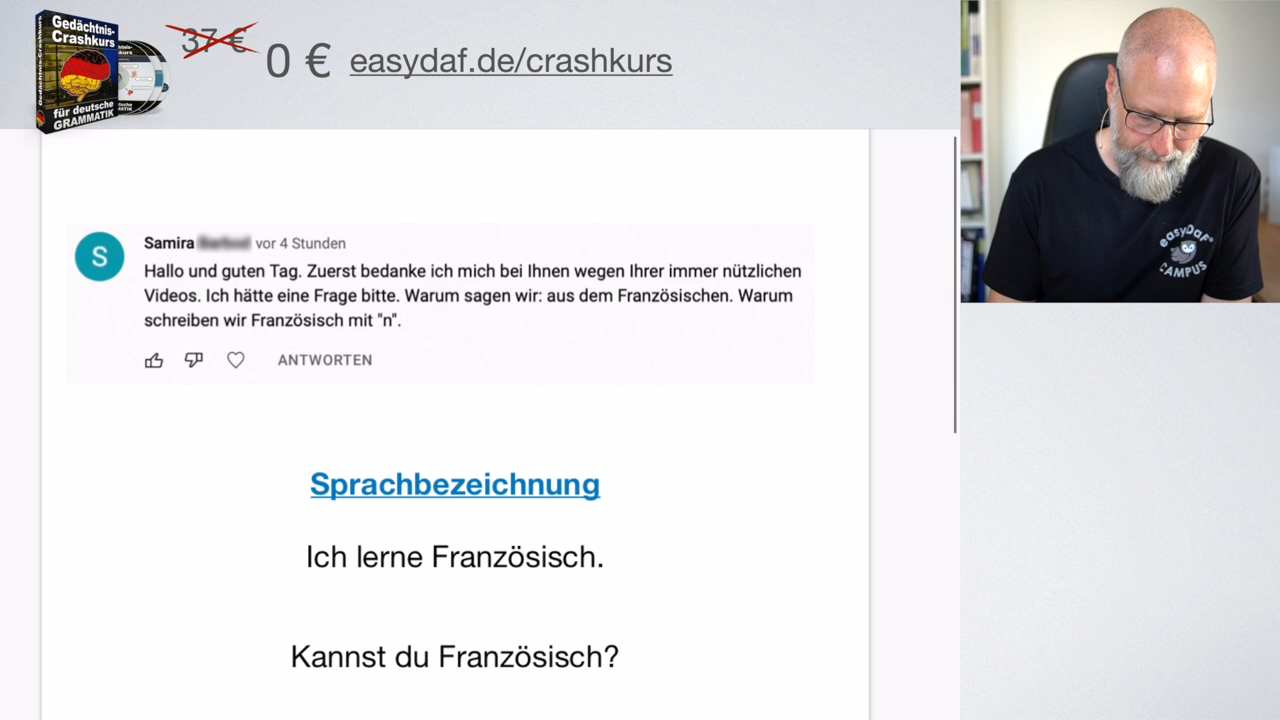 Gedächtnis-
Crashkurs
für deutsche
GRAMMATIK
37 €
0 € easydaf.de/crashkurs
easyDaF®
CAMPUS
S
Samira vor 4 Stunden
Hallo und guten Tag. Zuerst bedanke ich mich bei Ihnen wegen Ihrer immer nützlichen
Videos. Ich hätte eine Frage bitte. Warum sagen wir: aus dem Französischen. Warum
schreiben wir Französisch mit "n".
ANTWORTEN
Sprachbezeichnung
Ich lerne Französisch.
Kannst du Französisch?